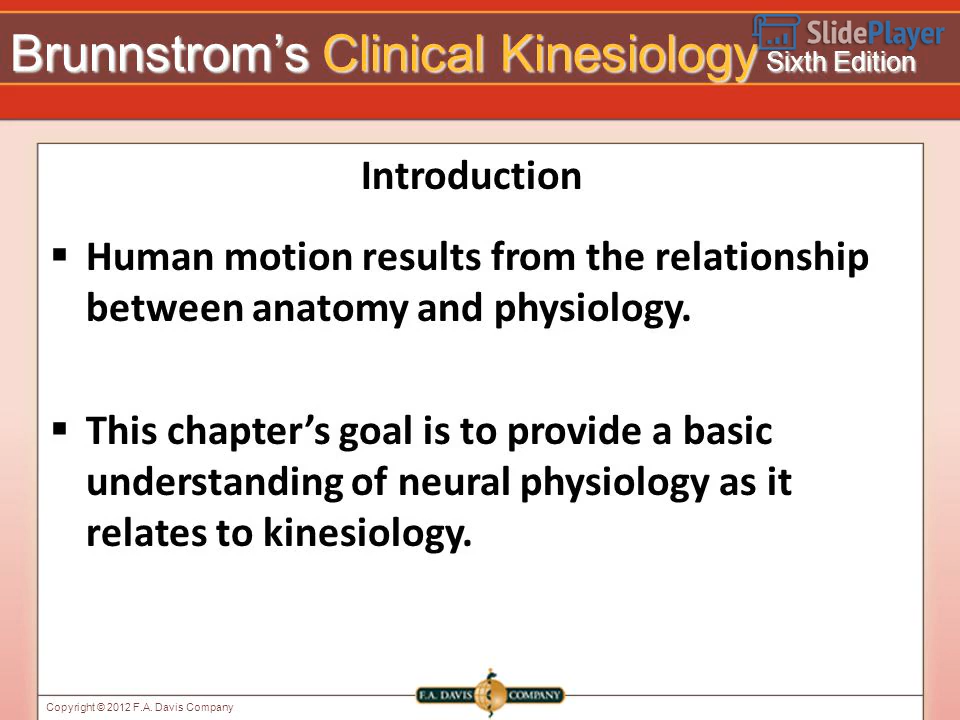 Brunnstrom’s Clinical Kinesiology Sixth Edition
SlidePlayer
Introduction
▪ Human motion results from the relationship
between anatomy and physiology.
▪ This chapter’s goal is to provide a basic
understanding of neural physiology as it
relates to kinesiology.
F.A. DAVIS COMPANY
Copyright © 2012 F.A. Davis Company